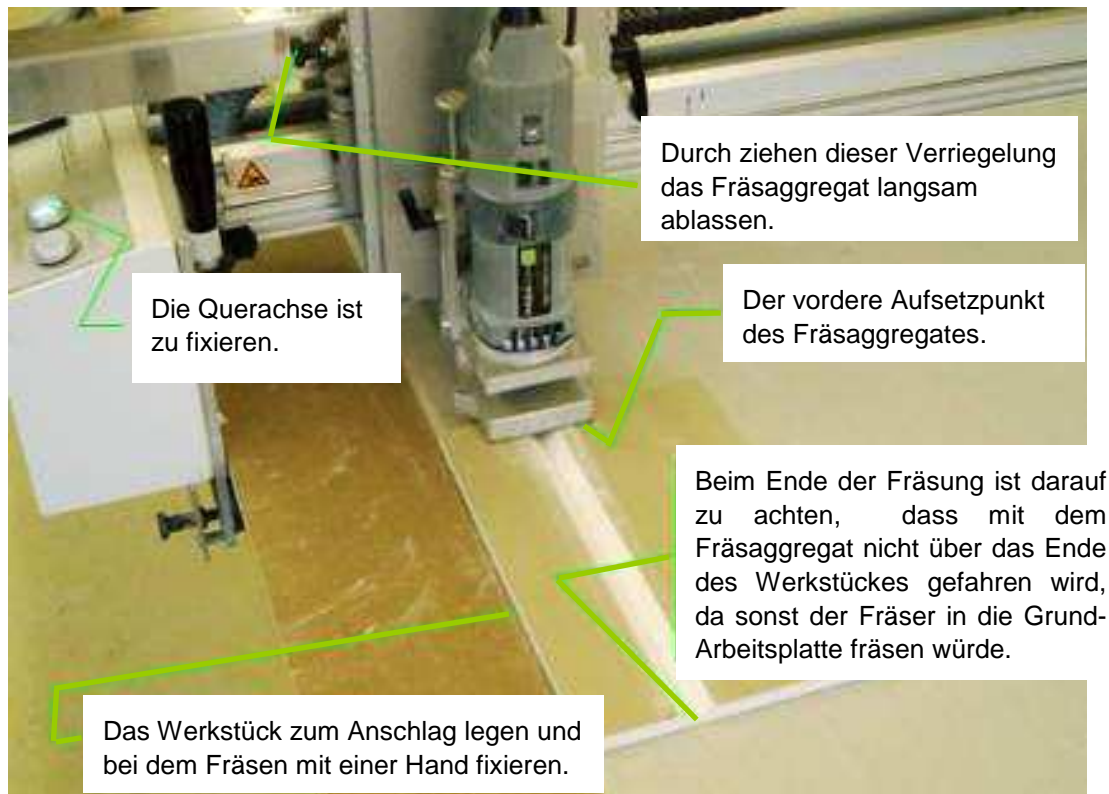 Durch ziehen dieser Verriegelung
das Fräsaggregat langsam
ablassen.
Die Querachse ist
zu fixieren.
Der vordere Aufsetzpunkt
des Fräsaggregates.
Beim Ende der Fräsung ist darauf
zu achten, dass mit dem
Fräsaggregat nicht über das Ende
des Werkstückes gefahren wird,
da sonst der Fräser in die Grund-
Arbeitsplatte fräsen würde.
Das Werkstück zum Anschlag legen und
bei dem Fräsen mit einer Hand fixieren.